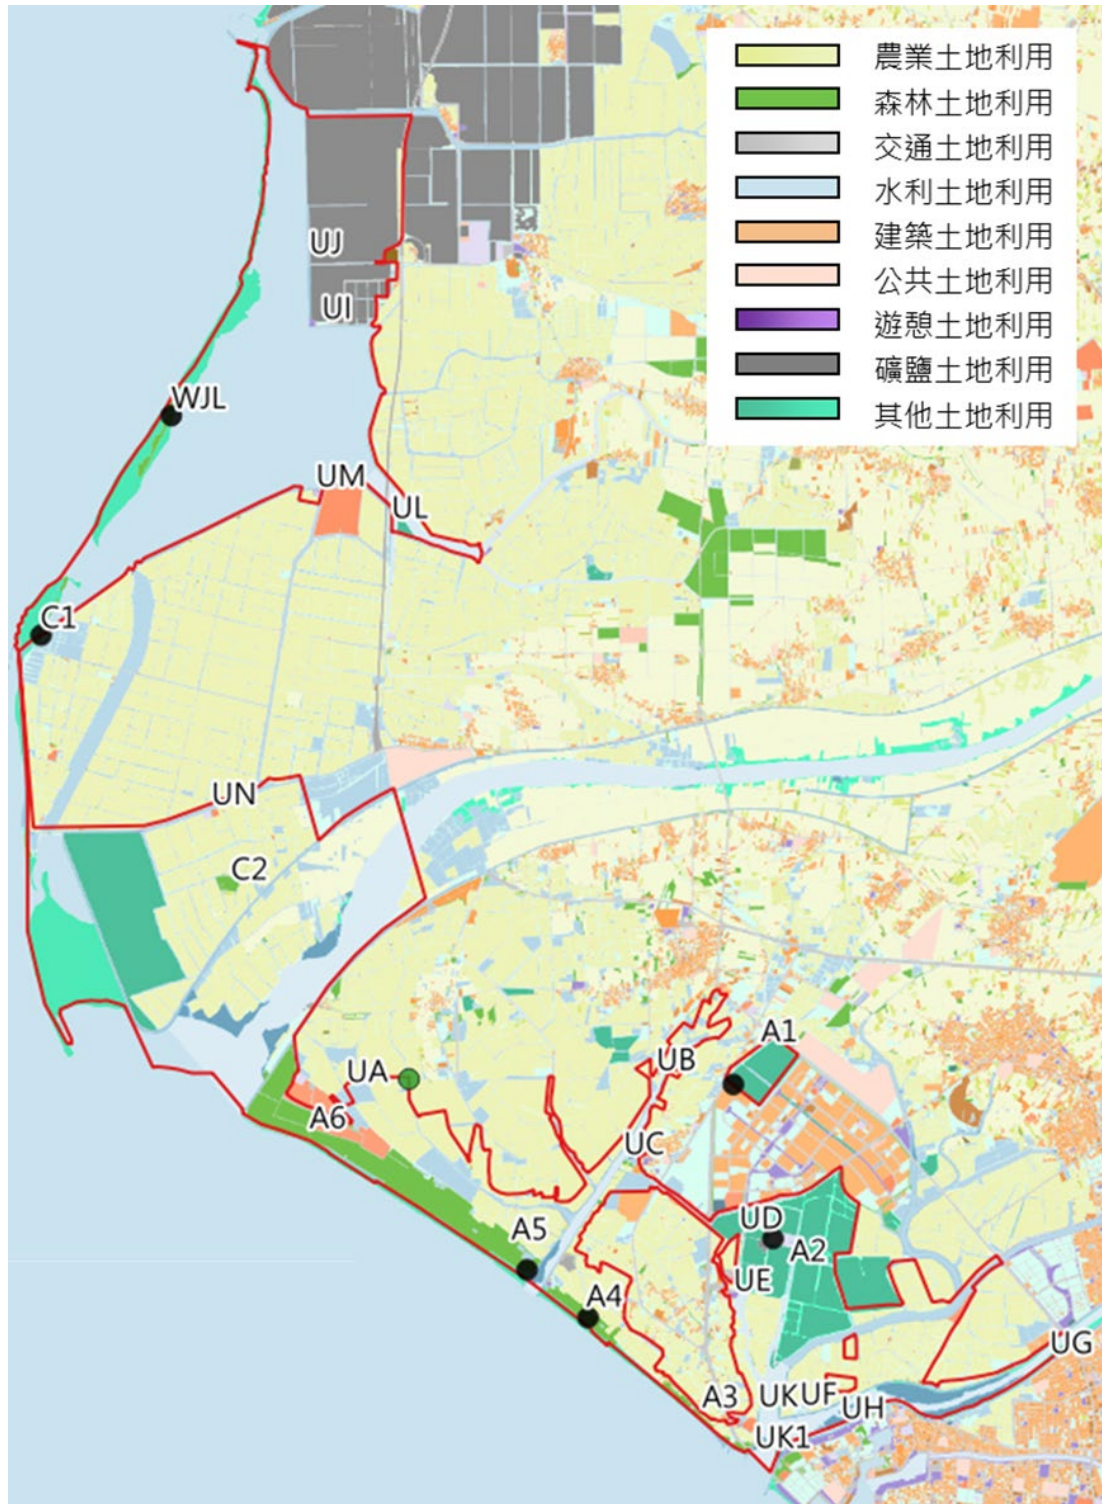 農業土地利用
森林土地利用
交通土地利用
水利土地利用
建築土地利用
公共土地利用
遊憩土地利用
礦鹽土地利用
其他土地利用
UJ
UI
WJL
UM
UL
C1
UN
C2
A1
UB
UA
A6
UC
UD
A5
A2
UE
A4
UG
A3
UK
UF
UH
UK1